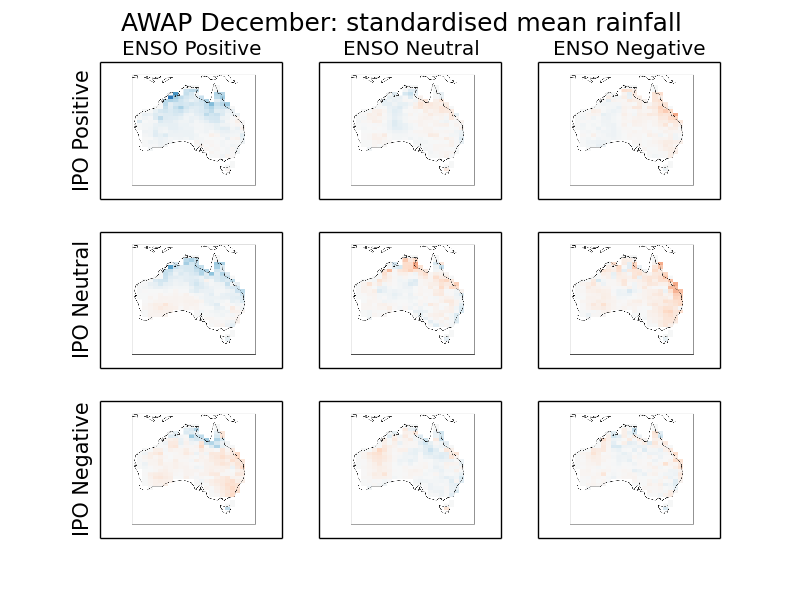 AWAP December: standardised mean rainfall
ENSO Positive
ENSO Neutral
ENSO Negative
IPO Positive
IPO Neutral
IPO Negative